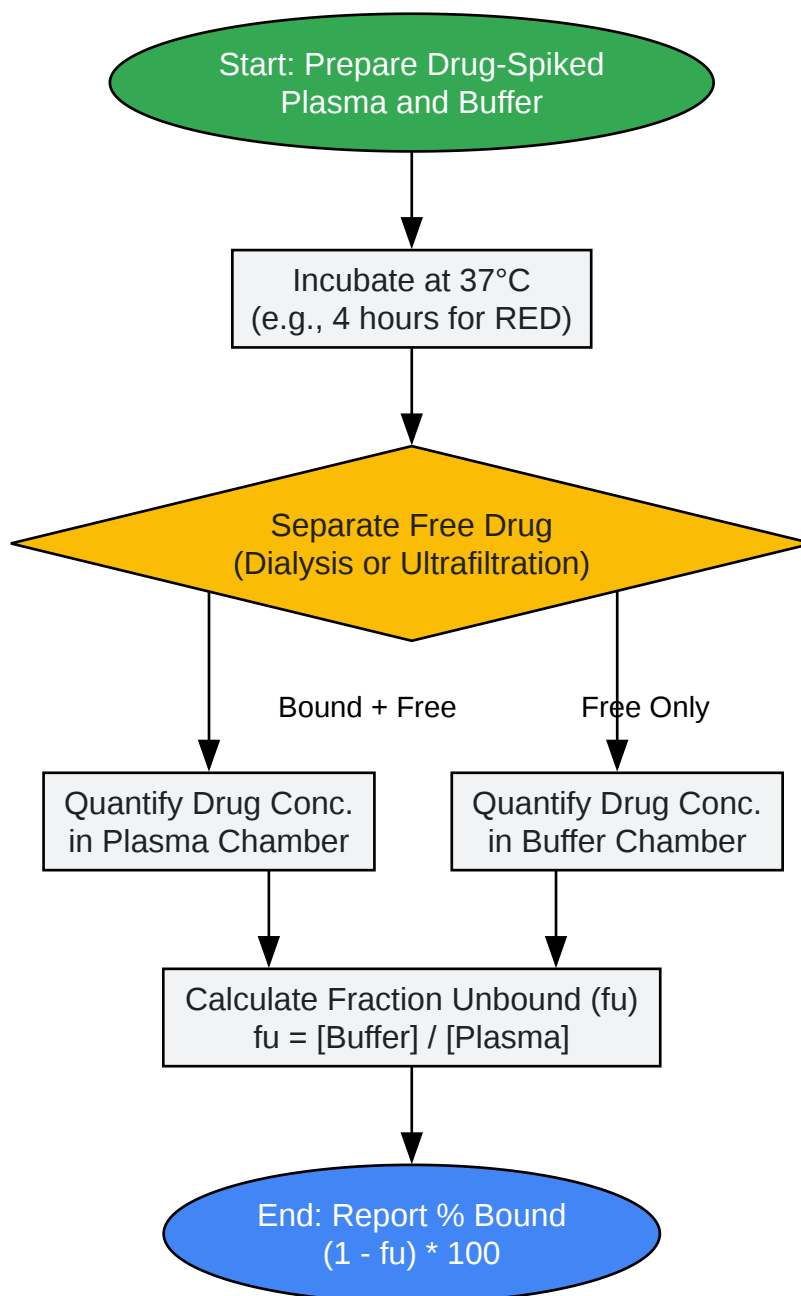 Start: Prepare Drug-Spiked
Plasma and Buffer
Incubate at 37°C
(e.g., 4 hours for RED)
Separate Free Drug
(Dialysis or Ultrafiltration)
Bound + Free
Free Only
Quantify Drug Conc.
in Plasma Chamber
Quantify Drug Conc.
in Buffer Chamber
Calculate Fraction Unbound (fu)
fu = [Buffer] / [Plasma]
End: Report % Bound
(1 - fu) * 100